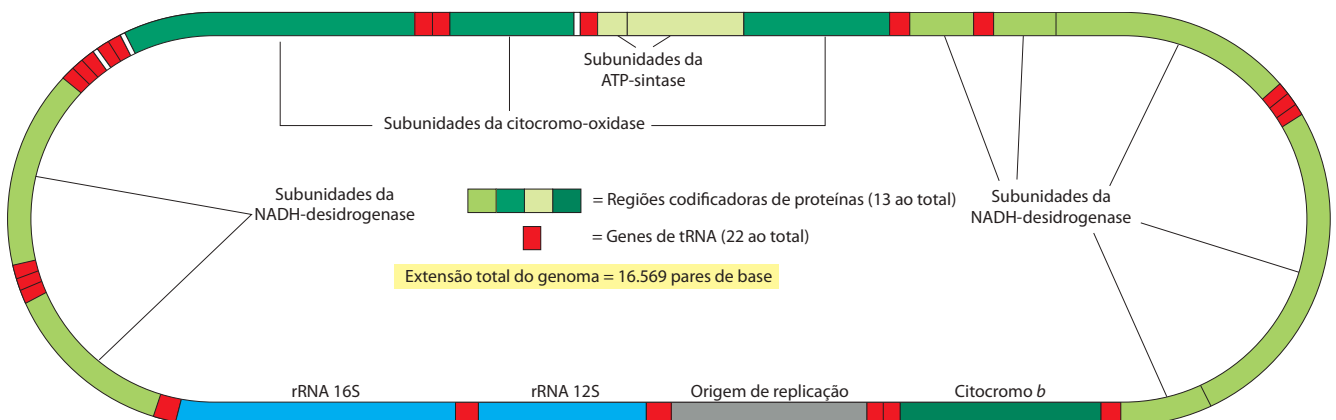 Subunidades da
ATP-sintase
Subunidades da citocromo-oxidase
Subunidades da
NADH-desidrogenase
= Regiões codificadoras de proteínas (13 ao total)
= Genes de tRNA (22 ao total)
Extensão total do genoma = 16.569 pares de base
Subunidades da
NADH-desidrogenase
rRNA 16S
rRNA 12S
Origem de replicação
Citocromo b